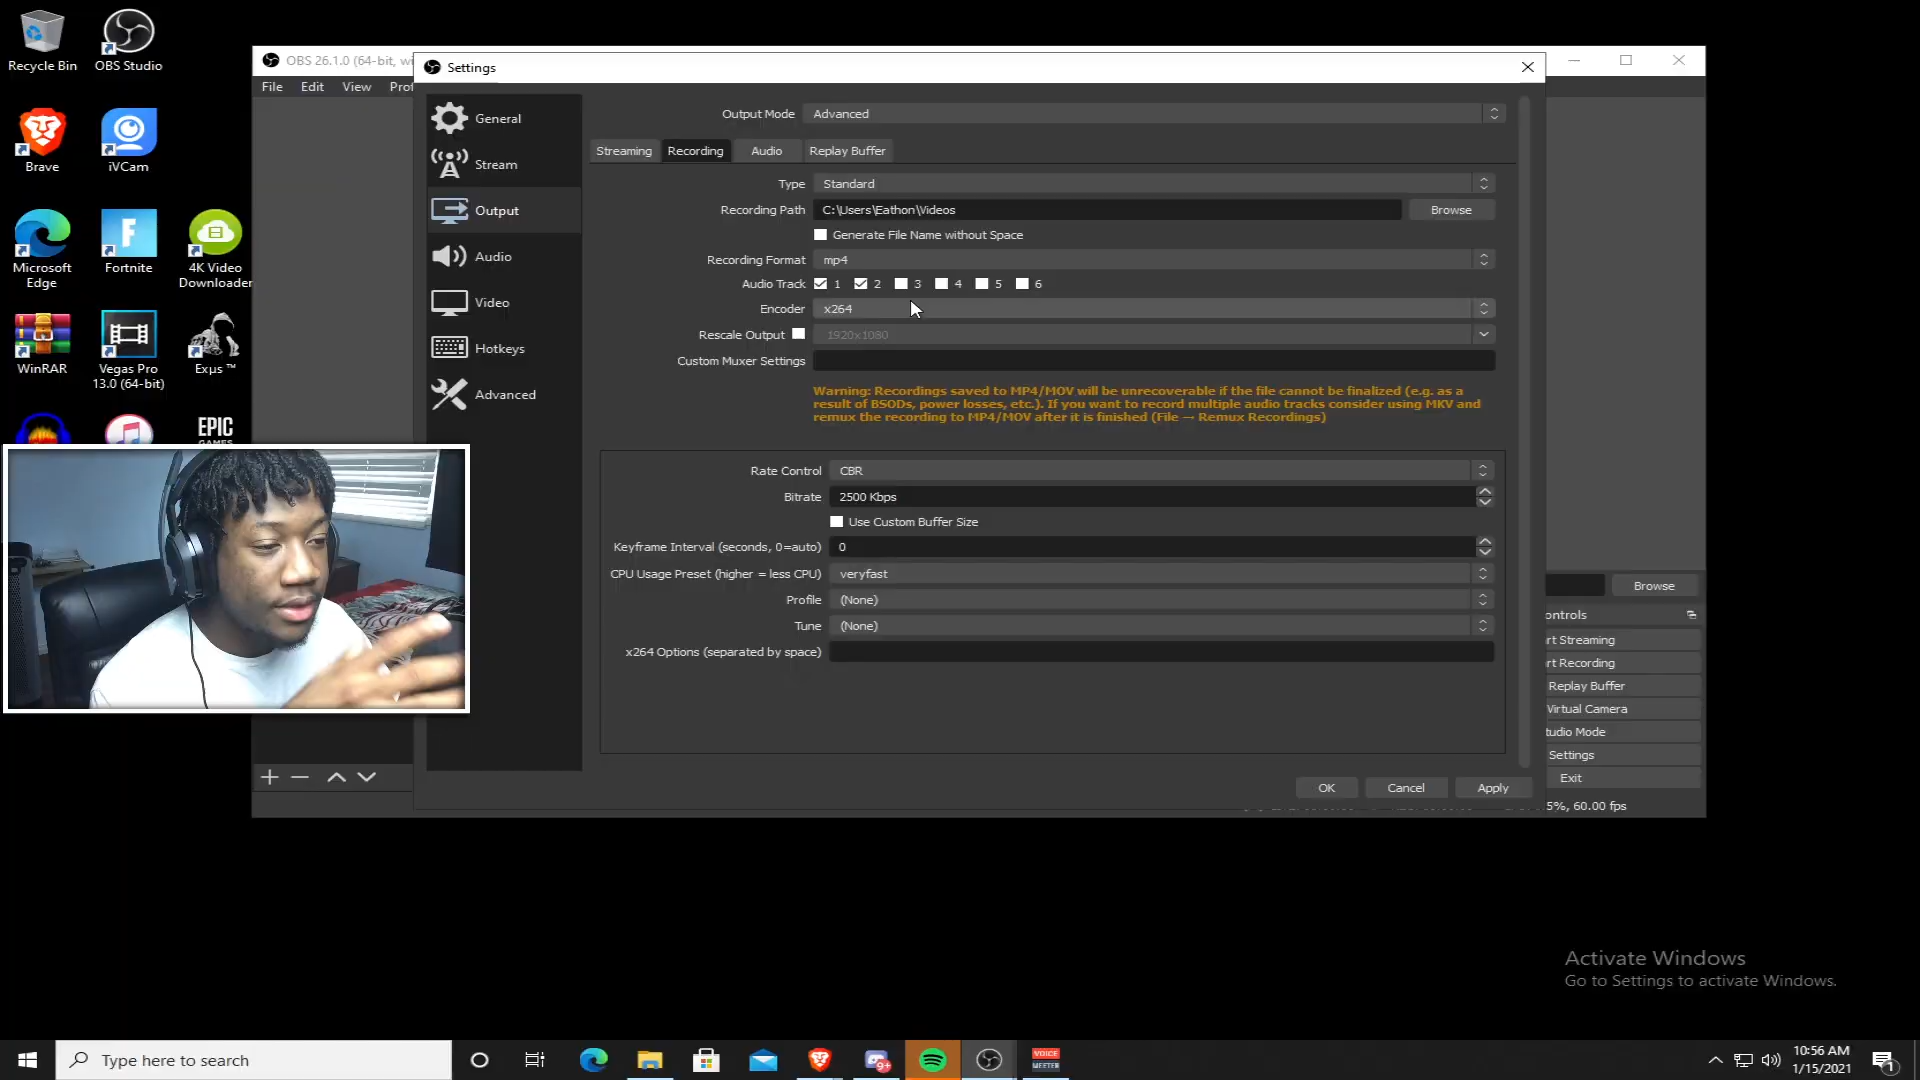 Recycle Bin
OBS Studio
Brave
iVCam
Microsoft
Edge
Fortnite
4K Video
Downloader
WinRAR
Vegas Pro
13.0 (64-bit)
Exμs ™
EPIC
GAMES
OBS 26.1.0 (64-bit, wi
File Edit View Prof
Settings
General
Stream
Output
Audio
Video
Hotkeys
Advanced
Output Mode Advanced
Streaming Recording Audio Replay Buffer
Type Standard
Recording Path C:\Users\Eathon\Videos Browse
Generate File Name without Space
Recording Format mp4
Audio Track 1 2 3 4 5 6
Encoder x264
Rescale Output 1920x1080
Custom Muxer Settings
Warning: Recordings saved to MP4/MOV will be unrecoverable if the file cannot be finalized (e.g. as a
result of BSODs, power losses, etc.). If you want to record multiple audio tracks consider using MKV and
remux the recording to MP4/MOV after it is finished (File → Remux Recordings)
Rate Control CBR
Bitrate 2500 Kbps
Use Custom Buffer Size
Keyframe Interval (seconds, 0=auto) 0
CPU Usage Preset (higher = less CPU) veryfast
Profile (None)
Tune (None)
x264 Options (separated by space)
OK Cancel Apply
Browse
ontrols
rt Streaming
rt Recording
Replay Buffer
Virtual Camera
tudio Mode
Settings
Exit
5%, 60.00 fps
Activate Windows
Go to Settings to activate Windows.
Type here to search
9+
VOICE
MEETER
10:56 AM
1/15/2021
1